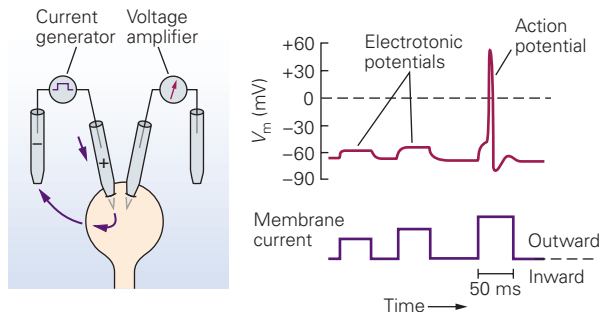 Current
generator
Voltage
amplifier
−
+
+60
+30
0
−30
−60
−90
Vm (mV)
Electrotonic
potentials
Action
potential
Membrane
current
Outward
Inward
50 ms
Time